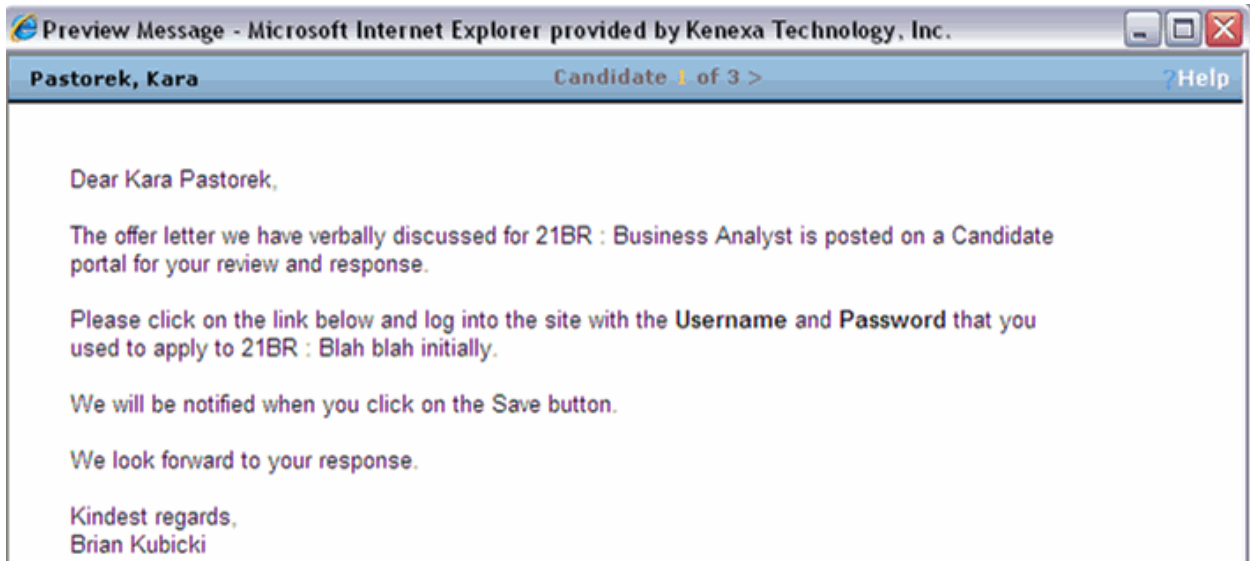 Preview Message - Microsoft Internet Explorer provided by Kenexa Technology, Inc.
Pastorek, Kara Candidate 1 of 3 > ?Help
Dear Kara Pastorek,
The offer letter we have verbally discussed for 21BR : Business Analyst is posted on a Candidate
portal for your review and response.
Please click on the link below and log into the site with the Username and Password that you
used to apply to 21BR : Blah blah initially.
We will be notified when you click on the Save button.
We look forward to your response.
Kindest regards,
Brian Kubicki